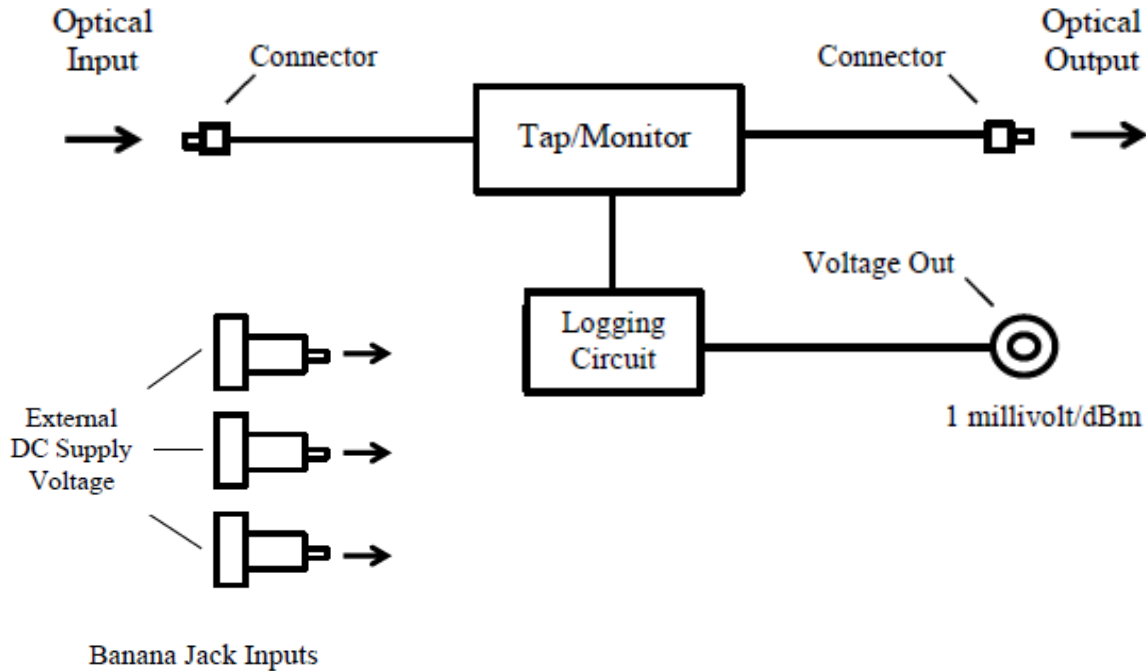 Optical
Input
Connector
Connector
Optical
Output
Tap/Monitor
Voltage Out
Logging
Circuit
1 millivolt/dBm
External
DC Supply
Voltage
Banana Jack Inputs